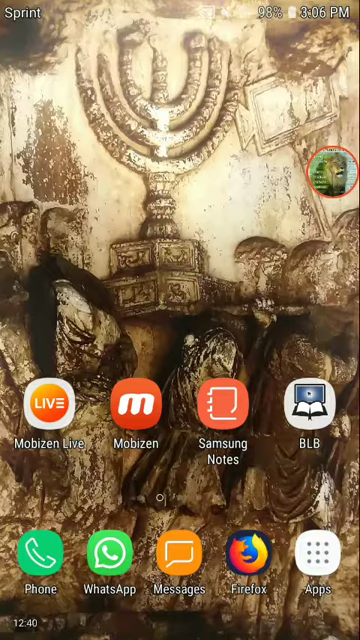 Sprint
98%
3:06 PM
LIVE
m
Mobizen Live
Mobizen
Samsung
Notes
BLB
Phone
WhatsApp
Messages
Firefox
Apps
12:40